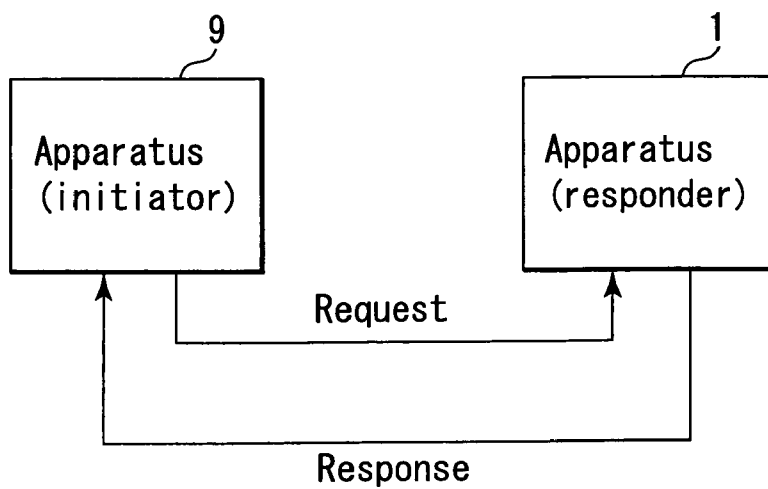 9
1
Apparatus
(initiator)
Apparatus
(responder)
Request
Response